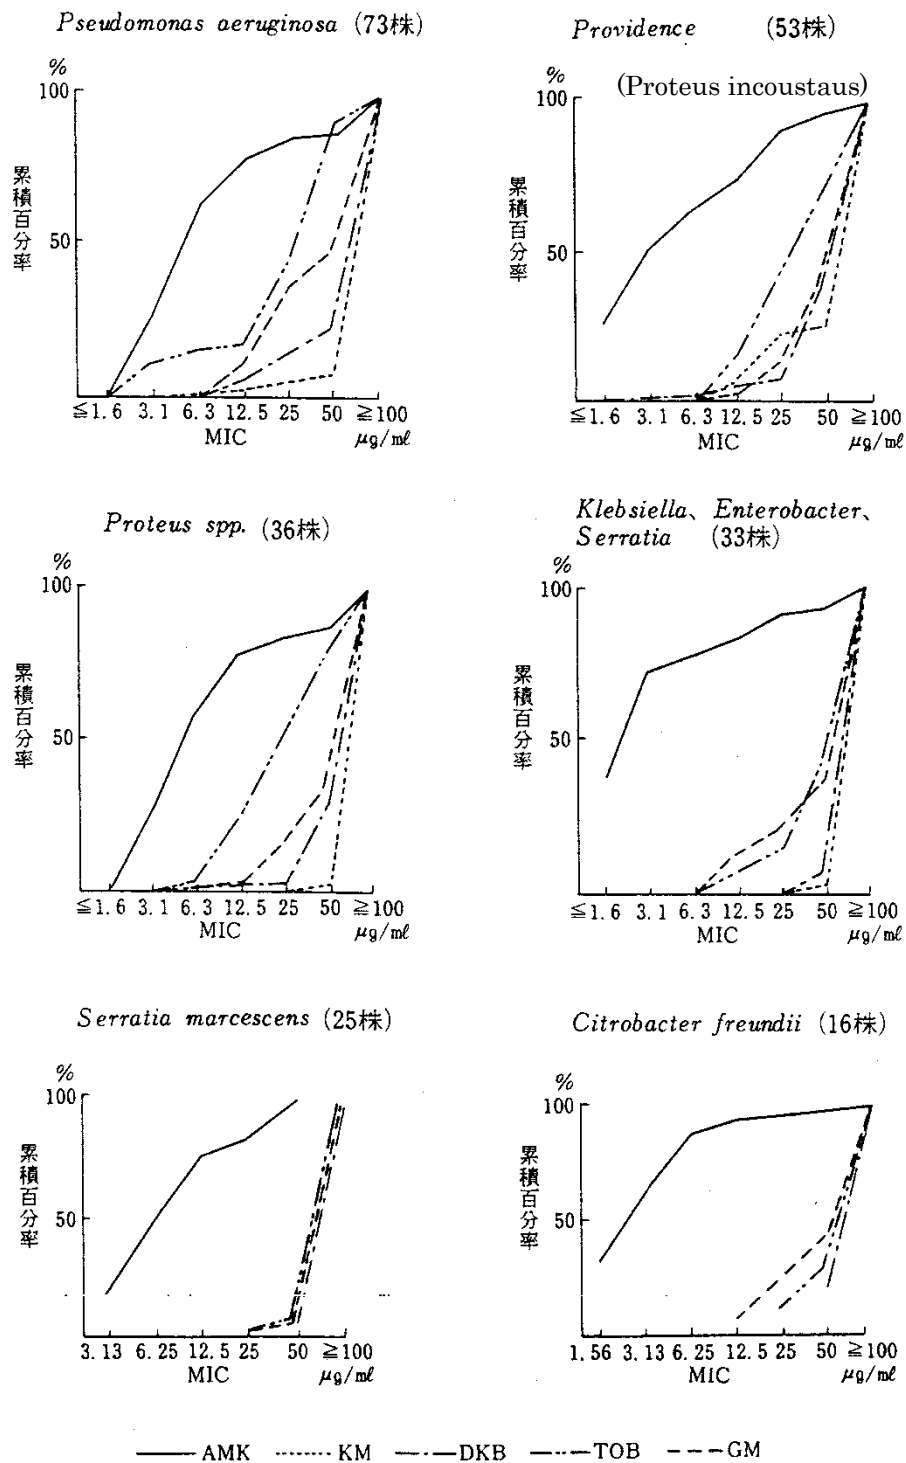 Pseudomonas aeruginosa (73株)
%
100
50
累積百分率
≦1.6 3.1 6.3 12.5 25 50 ≧100
MIC μg/mℓ
Providence (53株)
(Proteus incoustaus)
%
100
50
累積百分率
≦1.6 3.1 6.3 12.5 25 50 ≧100
MIC μg/mℓ
Proteus spp. (36株)
%
100
50
累積百分率
≦1.6 3.1 6.3 12.5 25 50 ≧100
MIC μg/mℓ
Klebsiella、Enterobacter、
Serratia (33株)
%
100
50
累積百分率
≦1.6 3.1 6.3 12.5 25 50 ≧100
MIC μg/mℓ
Serratia marcescens (25株)
%
100
50
累積百分率
3.13 6.25 12.5 25 50 ≧100
MIC μg/mℓ
Citrobacter freundii (16株)
%
100
50
累積百分率
1.56 3.13 6.25 12.5 25 50 ≧100
MIC μg/mℓ
AMK KM DKB TOB GM